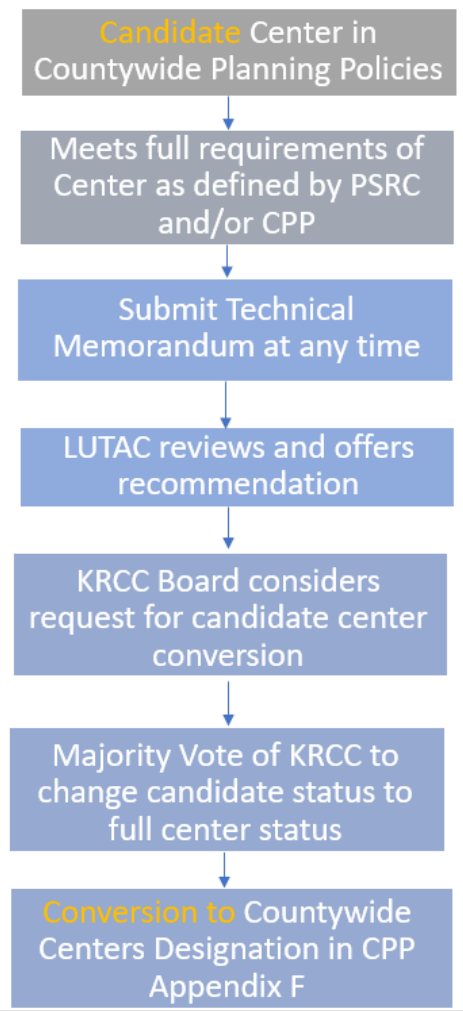 Candidate Center in
Countywide Planning Policies
Meets full requirements of
Center as defined by PSRC
and/or CPP
Submit Technical
Memorandum at any time
LUTAC reviews and offers
recommendation
KRCC Board considers
request for candidate center
conversion
Majority Vote of KRCC to
change candidate status to
full center status
Conversion to Countywide
Centers Designation in CPP
Appendix F